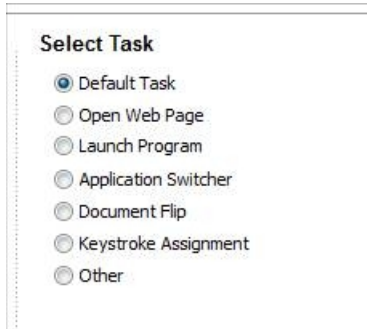 Select Task
Default Task
Open Web Page
Launch Program
Application Switcher
Document Flip
Keystroke Assignment
Other